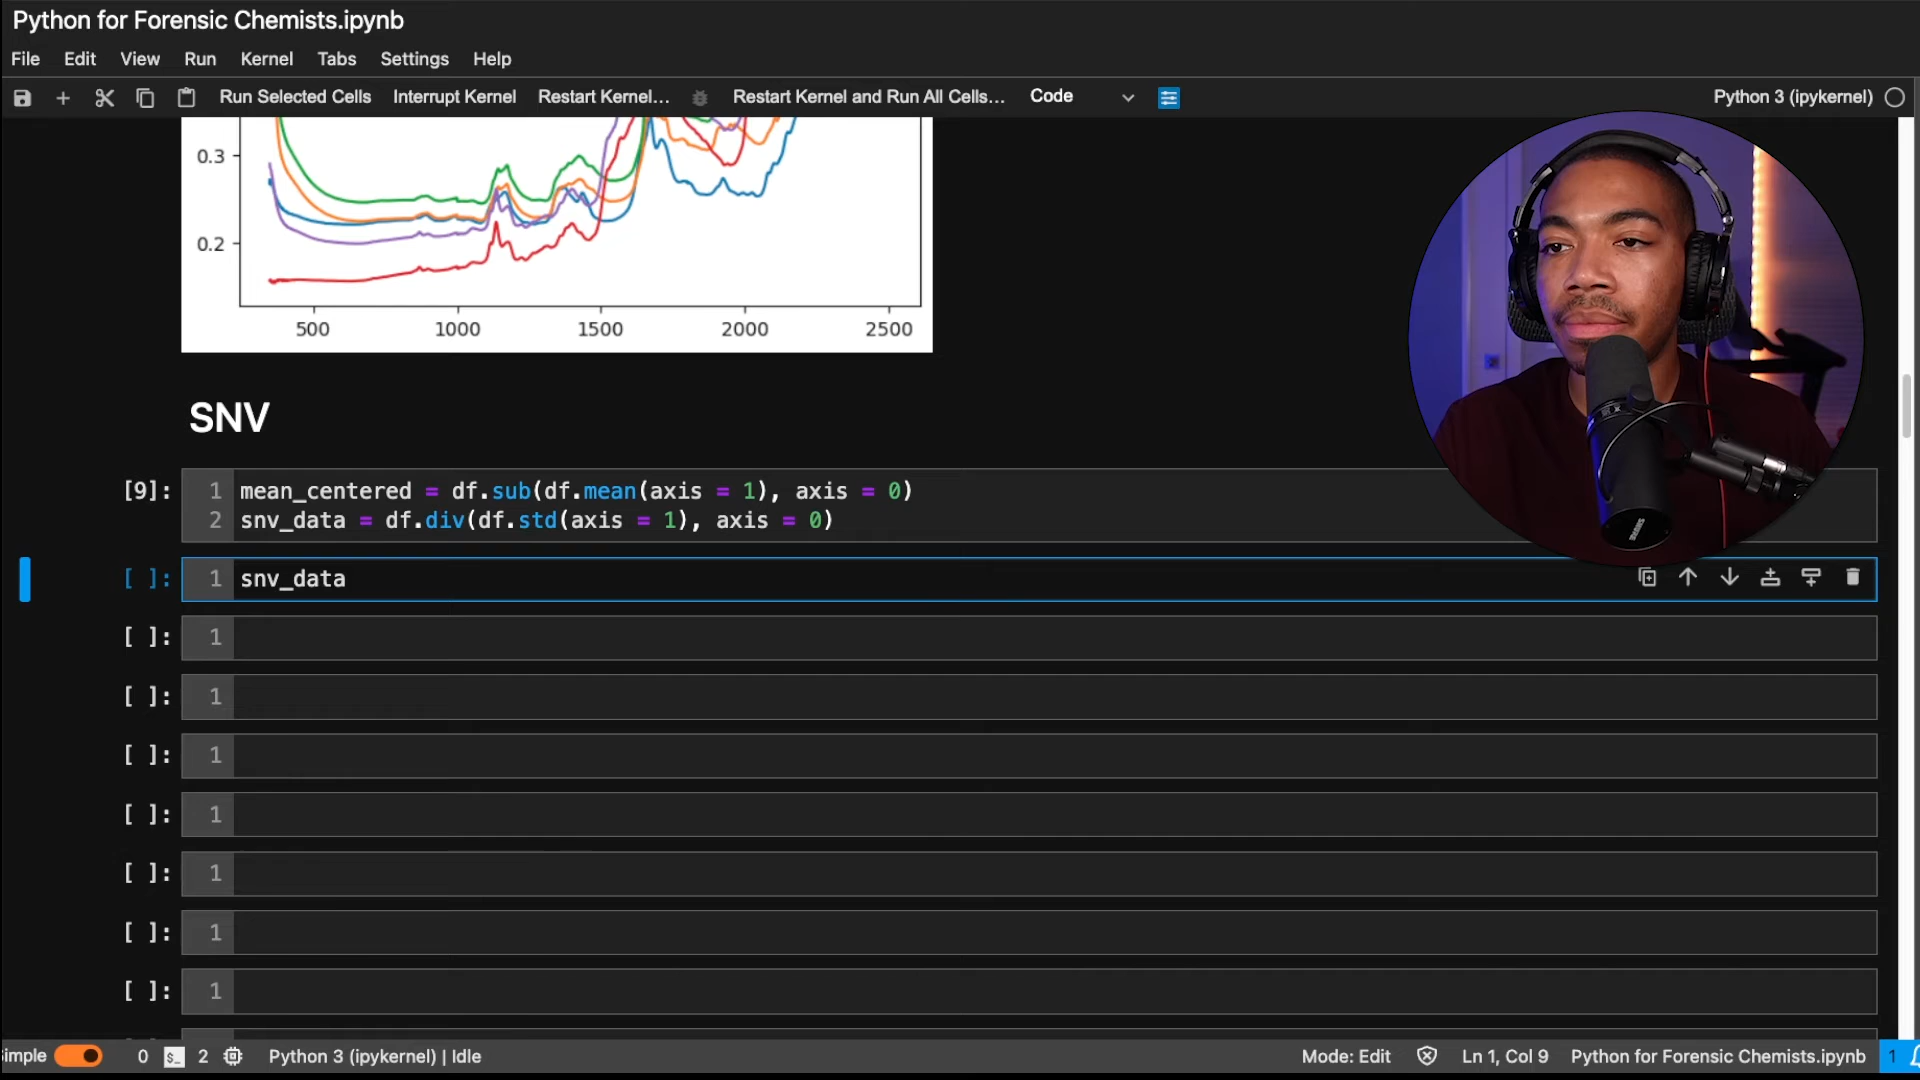 Python for Forensic Chemists.ipynb
File Edit View Run Kernel Tabs Settings Help
Run Selected Cells Interrupt Kernel Restart Kernel... Restart Kernel and Run All Cells... Code Python 3 (ipykernel)
0.3
0.2
500 1000 1500 2000 2500
SNV
[9]: 1 mean_centered = df.sub(df.mean(axis = 1), axis = 0)
2 snv_data = df.div(df.std(axis = 1), axis = 0)
[ ]: 1 snv_data
[ ]: 1
[ ]: 1
[ ]: 1
[ ]: 1
[ ]: 1
[ ]: 1
[ ]: 1
imple 0 $_ 2 Python 3 (ipykernel) | Idle Mode: Edit Ln 1, Col 9 Python for Forensic Chemists.ipynb 1